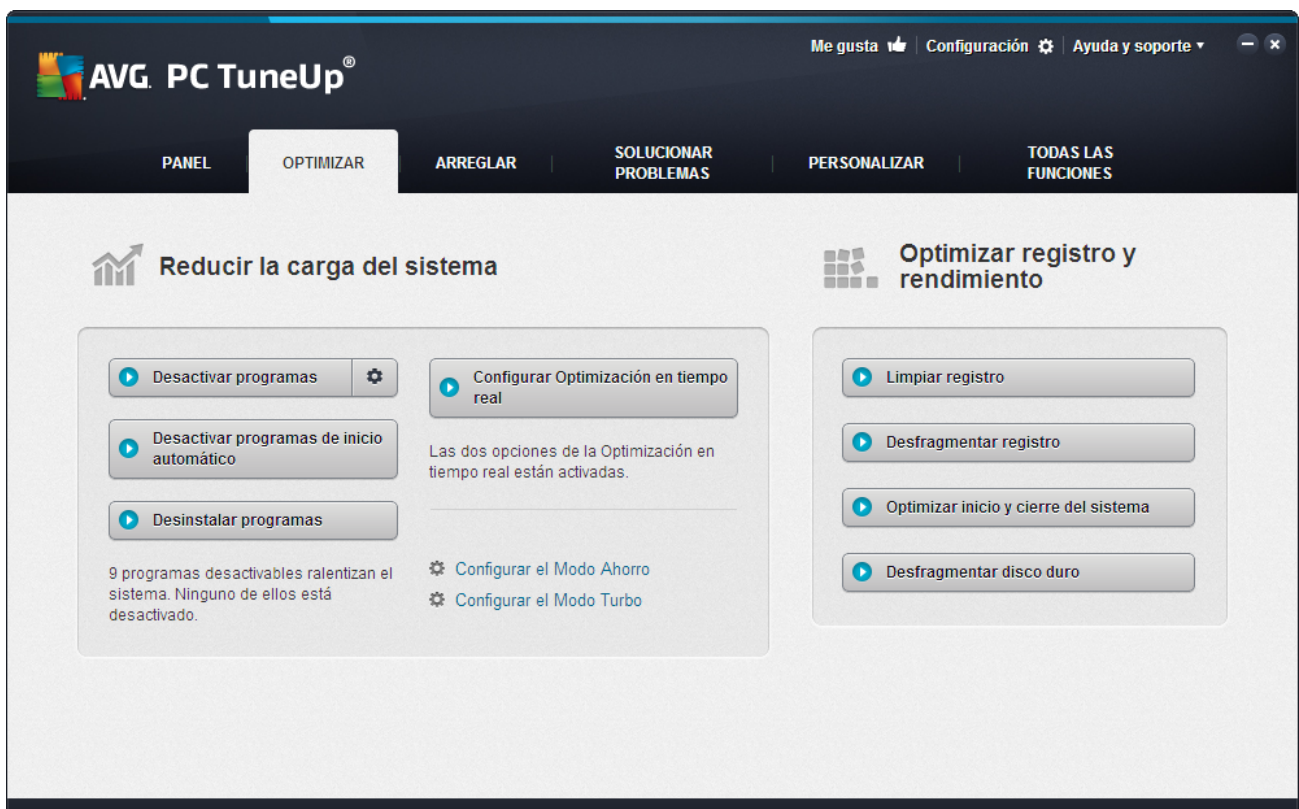 Me gusta
Configuración
Ayuda y soporte
AVG. PC TuneUp®
PANEL
OPTIMIZAR
ARREGLAR
SOLUCIONAR
PROBLEMAS
PERSONALIZAR
TODAS LAS
FUNCIONES
Reducir la carga del sistema
Desactivar programas
Desactivar programas de inicio
automático
Desinstalar programas
9 programas desactivables ralentizan el
sistema. Ninguno de ellos está
desactivado.
Configurar Optimización en tiempo
real
Las dos opciones de la Optimización en
tiempo real están activadas.
Configurar el Modo Ahorro
Configurar el Modo Turbo
Optimizar registro y
rendimiento
Limpiar registro
Desfragmentar registro
Optimizar inicio y cierre del sistema
Desfragmentar disco duro